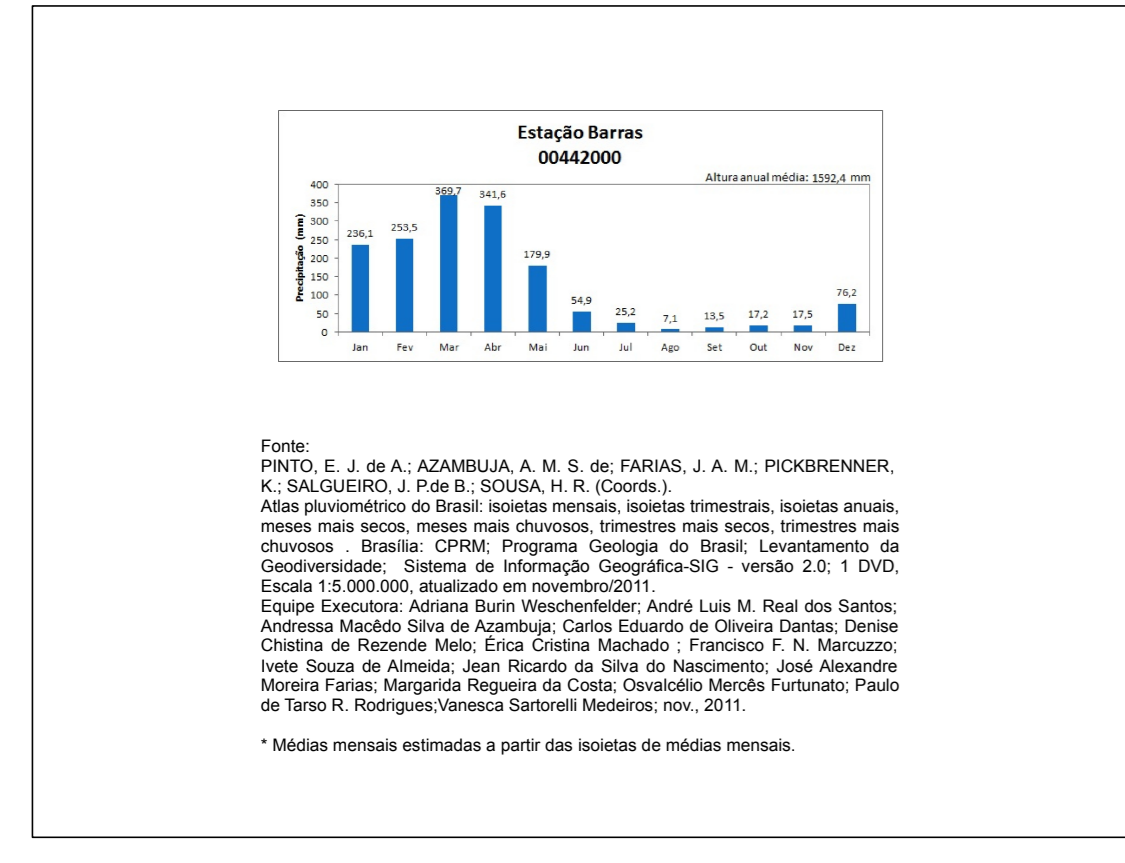 Estação Barras
00442000
Altura anual média: 1592,4 mm
Precipitação (mm)
400
350
300
250
200
150
100
50
0
236,1
253,5
369,7
341,6
179,9
54,9
25,2
7,1
13,5
17,2
17,5
76,2
Jan Fev Mar Abr Mai Jun Jul Ago Set Out Nov Dez
Fonte:
PINTO, E. J. de A.; AZAMBUJA, A. M. S. de; FARIAS, J. A. M.; PICKBRENNER,
K.; SALGUEIRO, J. P.de B.; SOUSA, H. R. (Coords.).
Atlas pluviométrico do Brasil: isoietas mensais, isoietas trimestrais, isoietas anuais,
meses mais secos, meses mais chuvosos, trimestres mais secos, trimestres mais
chuvosos . Brasília: CPRM; Programa Geologia do Brasil; Levantamento da
Geodiversidade; Sistema de Informação Geográfica-SIG - versão 2.0; 1 DVD,
Escala 1:5.000.000, atualizado em novembro/2011.
Equipe Executora: Adriana Burin Weschenfelder; André Luis M. Real dos Santos;
Andressa Macêdo Silva de Azambuja; Carlos Eduardo de Oliveira Dantas; Denise
Chistina de Rezende Melo; Érica Cristina Machado ; Francisco F. N. Marcuzzo;
Ivete Souza de Almeida; Jean Ricardo da Silva do Nascimento; José Alexandre
Moreira Farias; Margarida Regueira da Costa; Osvalcélio Mercês Furtunato; Paulo
de Tarso R. Rodrigues;Vanesca Sartorelli Medeiros; nov., 2011.
* Médias mensais estimadas a partir das isoietas de médias mensais.